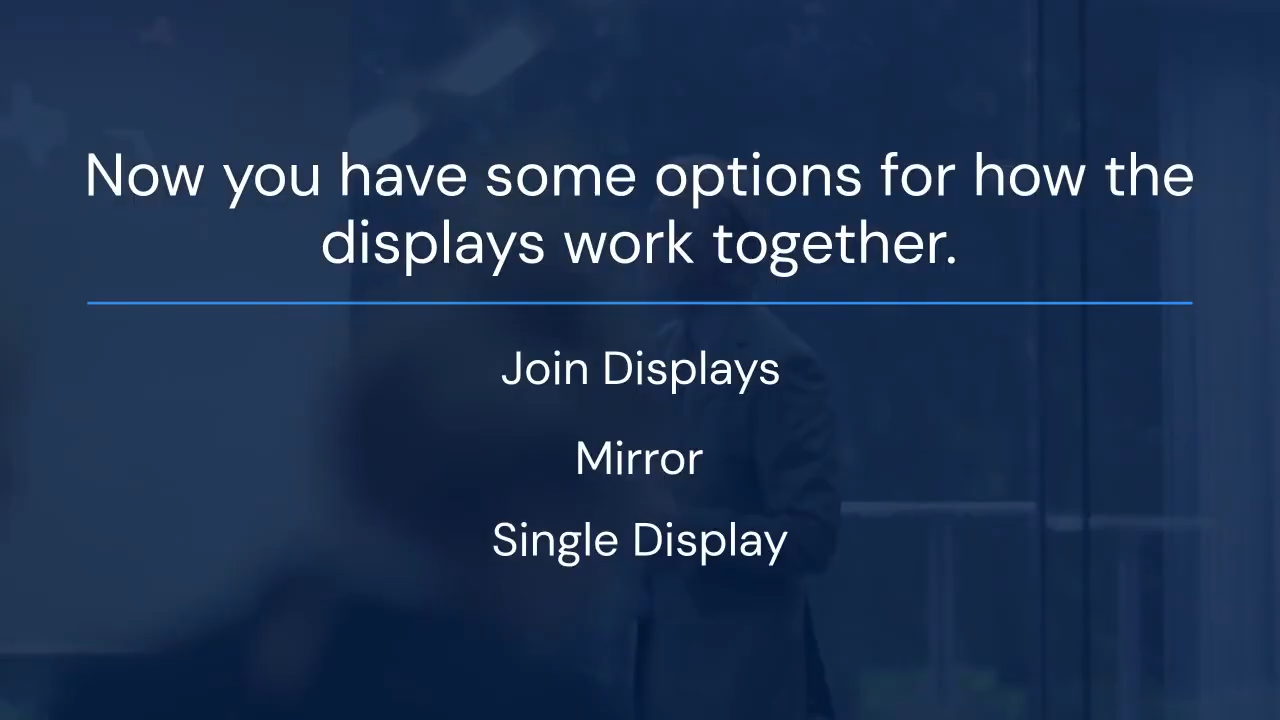 Now you have some options for how the
displays work together.
Join Displays
Mirror
Single Display